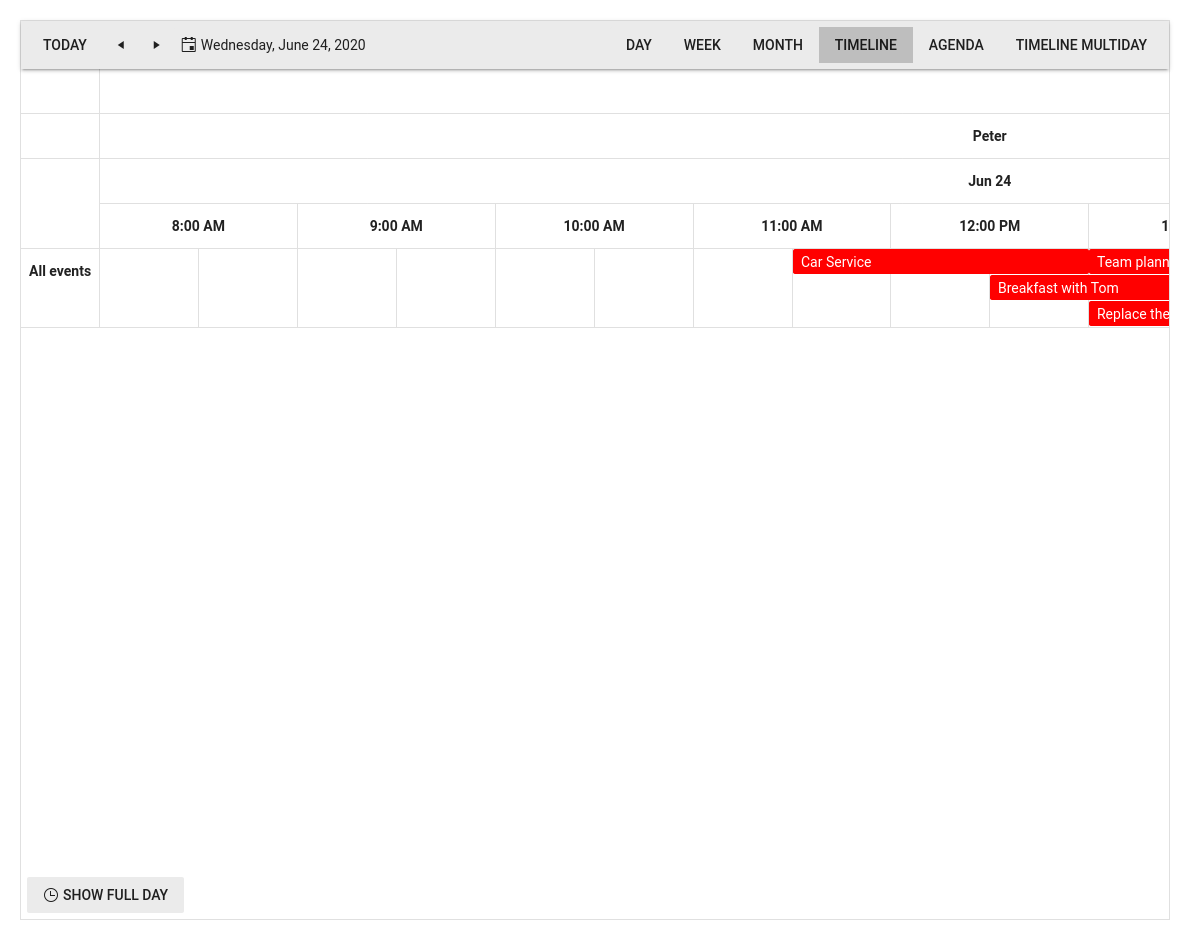 TODAY Wednesday, June 24, 2020 DAY WEEK MONTH TIMELINE AGENDA TIMELINE MULTIDAY
Peter
Jun 24
8:00 AM 9:00 AM 10:00 AM 11:00 AM 12:00 PM 1
All events Car Service Team plann
Breakfast with Tom
Replace the
SHOW FULL DAY